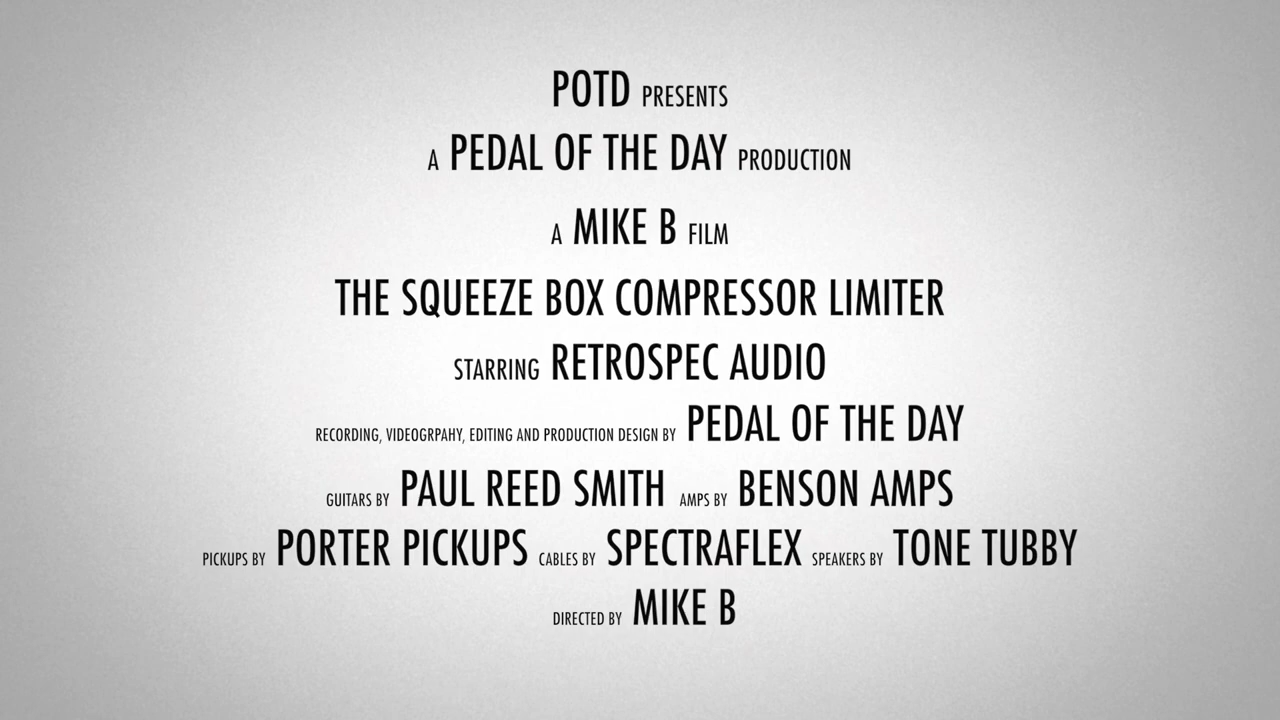 POTD PRESENTS
A PEDAL OF THE DAY PRODUCTION
A MIKE B FILM
THE SQUEEZE BOX COMPRESSOR LIMITER
STARRING RETROSPEC AUDIO
RECORDING, VIDEOGRPAHY, EDITING AND PRODUCTION DESIGN BY PEDAL OF THE DAY
GUITARS BY PAUL REED SMITH AMPS BY BENSON AMPS
PICKUPS BY PORTER PICKUPS CABLES BY SPECTRAFLEX SPEAKERS BY TONE TUBBY
DIRECTED BY MIKE B